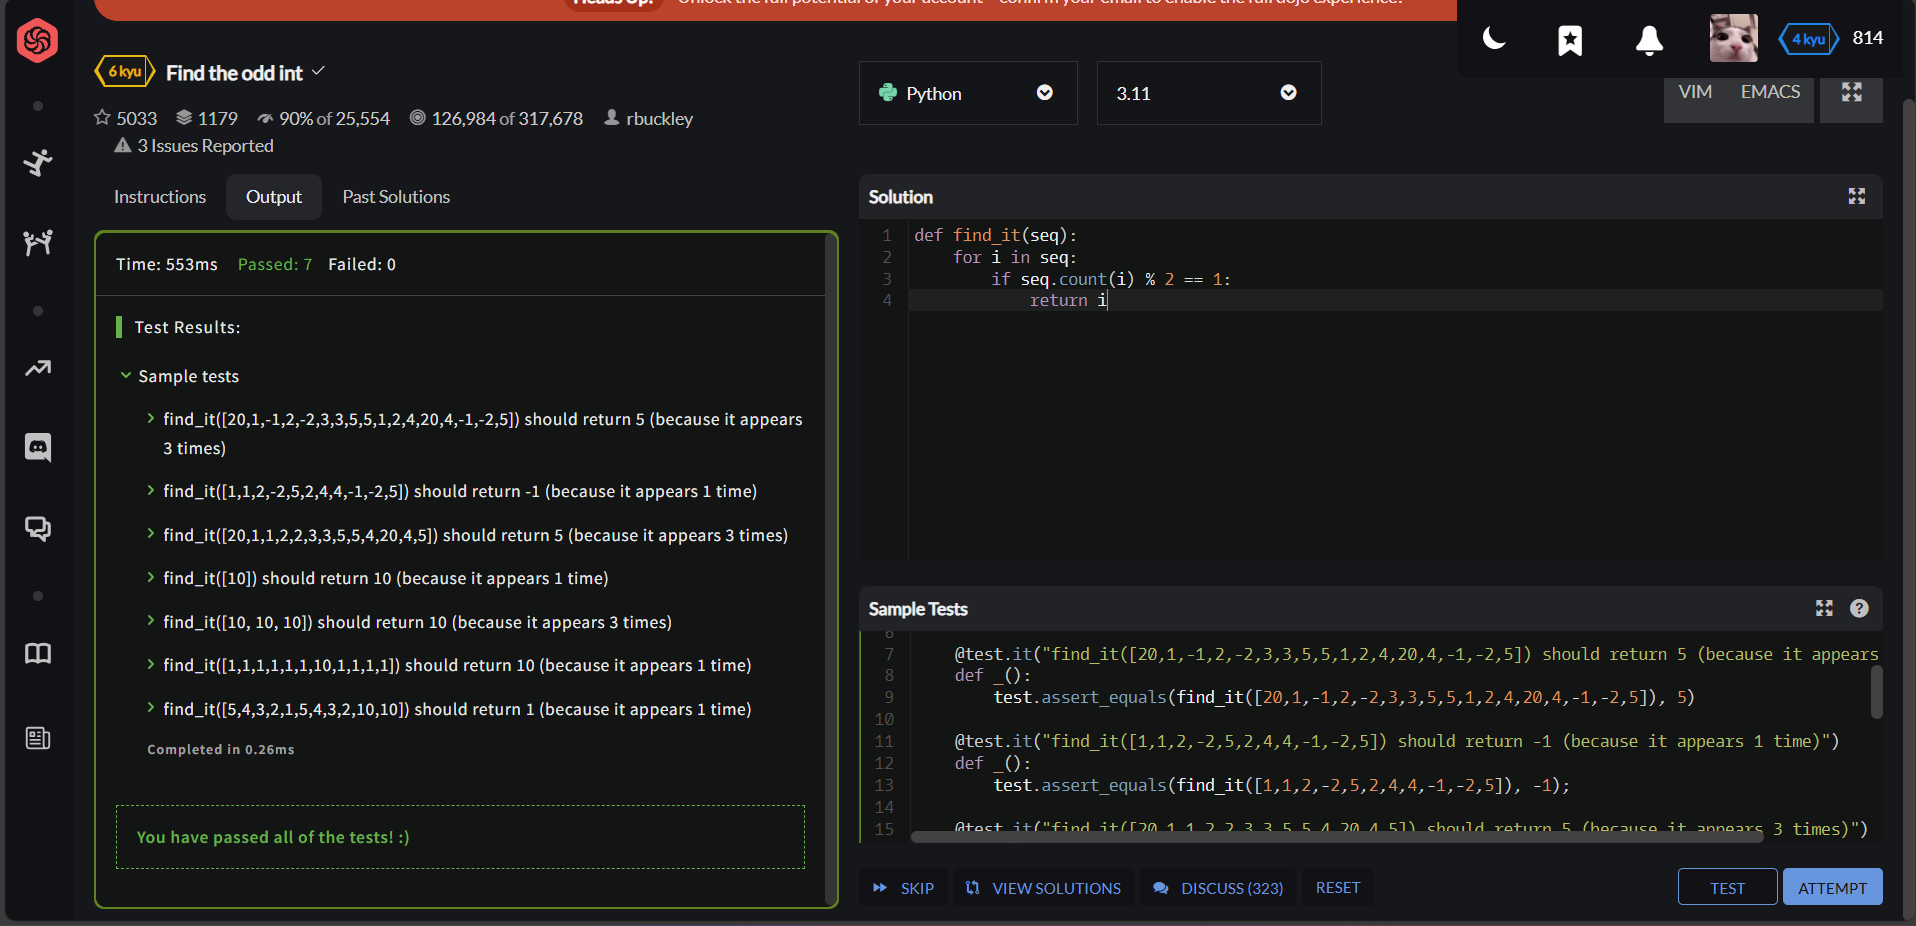 Heads Up! Unlock the full potential of your account - confirm your email to enable the full dojo experience!
4 kyu 814
6 kyu Find the odd int
5033 1179 90% of 25,554 126,984 of 317,678 rbuckley
3 Issues Reported
Python 3.11 VIM EMACS
Instructions Output Past Solutions
Time: 553ms Passed: 7 Failed: 0
Test Results:
Sample tests
find_it([20,1,-1,2,-2,3,3,5,5,1,2,4,20,4,-1,-2,5]) should return 5 (because it appears
3 times)
find_it([1,1,2,-2,5,2,4,4,-1,-2,5]) should return -1 (because it appears 1 time)
find_it([20,1,1,2,2,3,3,5,5,4,20,4,5]) should return 5 (because it appears 3 times)
find_it([10]) should return 10 (because it appears 1 time)
find_it([10, 10, 10]) should return 10 (because it appears 3 times)
find_it([1,1,1,1,1,1,10,1,1,1,1]) should return 10 (because it appears 1 time)
find_it([5,4,3,2,1,5,4,3,2,10,10]) should return 1 (because it appears 1 time)
Completed in 0.26ms
You have passed all of the tests! :)
Solution
1 def find_it(seq):
2 for i in seq:
3 if seq.count(i) % 2 == 1:
4 return i
Sample Tests
6
7 @test.it("find_it([20,1,-1,2,-2,3,3,5,5,1,2,4,20,4,-1,-2,5]) should return 5 (because it appears
8 def _():
9 test.assert_equals(find_it([20,1,-1,2,-2,3,3,5,5,1,2,4,20,4,-1,-2,5]), 5)
10
11 @test.it("find_it([1,1,2,-2,5,2,4,4,-1,-2,5]) should return -1 (because it appears 1 time)")
12 def _():
13 test.assert_equals(find_it([1,1,2,-2,5,2,4,4,-1,-2,5]), -1);
14
15 @test.it("find_it([20,1,1,2,2,3,3,5,5,4,20,4,5]) should return 5 (because it appears 3 times)")
SKIP VIEW SOLUTIONS DISCUSS (323) RESET TEST ATTEMPT